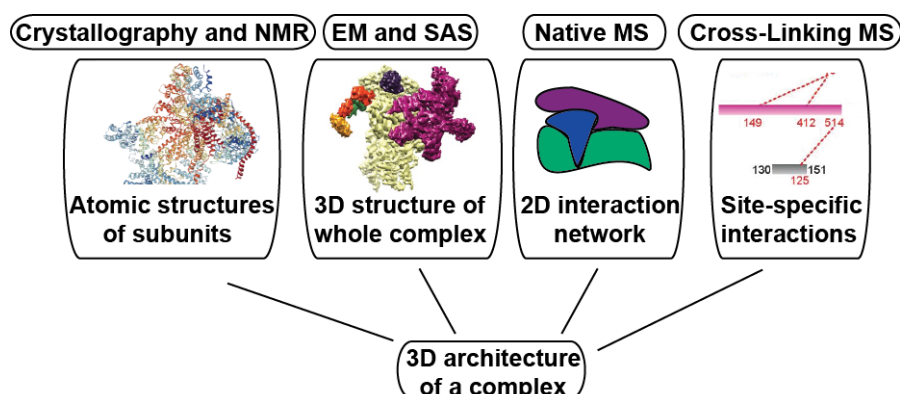 Crystallography and NMR
EM and SAS
Native MS
Cross-Linking MS
149 412 514
130 151
125
Atomic structures
of subunits
3D structure of
whole complex
2D interaction
network
Site-specific
interactions
3D architecture
of a complex